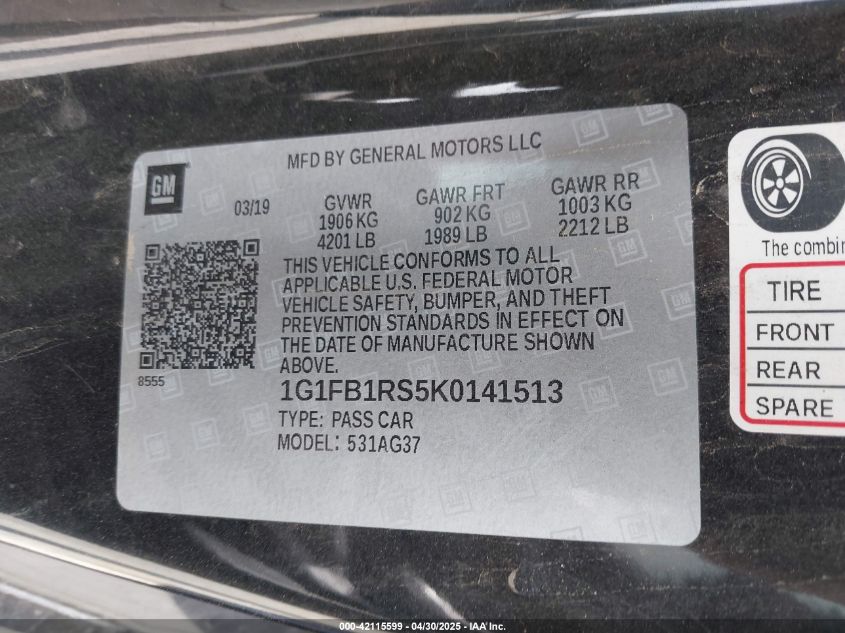 MFD BY GENERAL MOTORS LLC
GM
03/19
GVWR
1906 KG
4201 LB
GAWR FRT
902 KG
1989 LB
GAWR RR
1003 KG
2212 LB
THIS VEHICLE CONFORMS TO ALL
APPLICABLE U.S. FEDERAL MOTOR
VEHICLE SAFETY, BUMPER, AND THEFT
PREVENTION STANDARDS IN EFFECT ON
THE DATE OF MANUFACTURE SHOWN
ABOVE.
8555
1G1FB1RS5K0141513
TYPE: PASS CAR
MODEL: 531AG37
The combin
TIRE
FRONT
REAR
SPARE
000-42115599 - 04/30/2025 - IAA Inc.